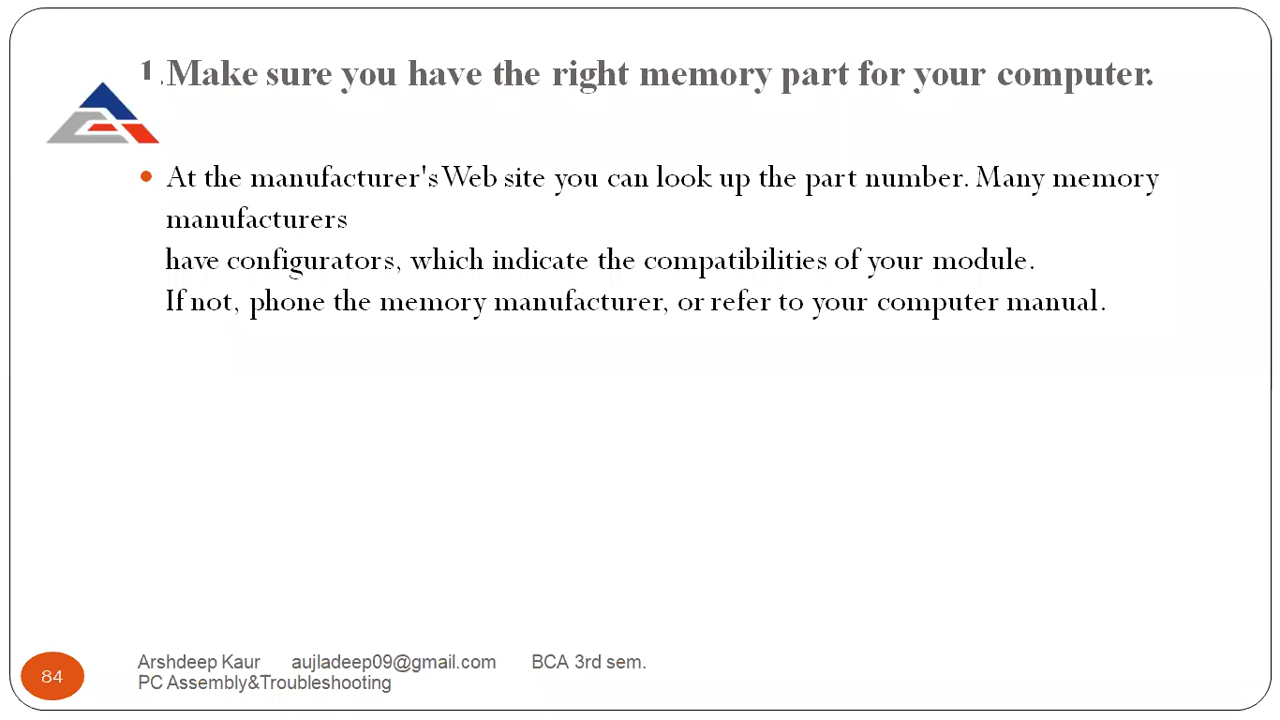 1.Make sure you have the right memory part for your computer.
At the manufacturer's Web site you can look up the part number. Many memory
manufacturers
have configurators, which indicate the compatibilities of your module.
If not, phone the memory manufacturer, or refer to your computer manual.
84
Arshdeep Kaur aujladeep09@gmail.com BCA 3rd sem.
PC Assembly&Troubleshooting